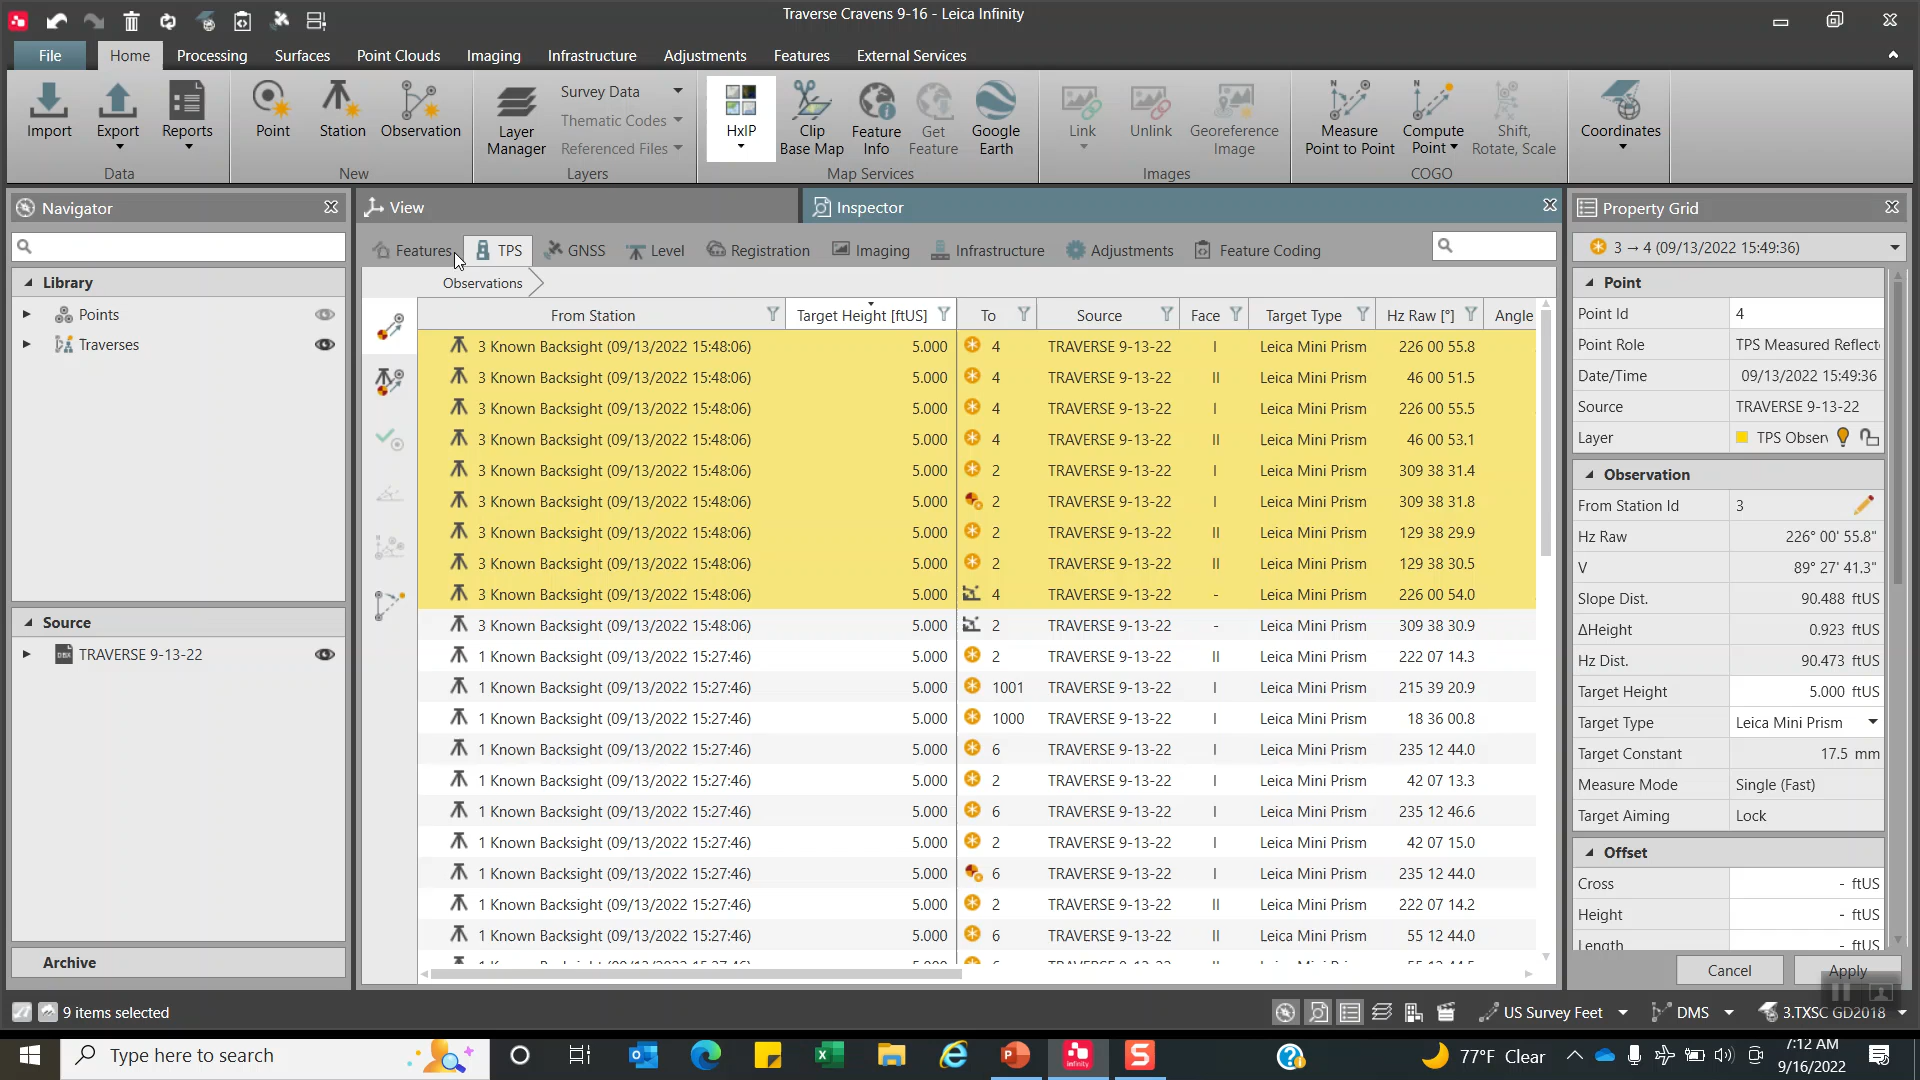 Traverse Cravens 9-16 - Leica Infinity
File Home Processing Surfaces Point Clouds Imaging Infrastructure Adjustments Features External Services
Import Export Reports Point Station Observation Layer Manager Survey Data Thematic Codes Referenced Files HxIP Clip Base Map Feature Info Get Feature Google Earth Link Unlink Georeference Image Measure Point to Point Compute Point Shift, Rotate, Scale Coordinates
Data New Layers Map Services Images COGO
Navigator
Library
Points
Traverses
Source
TRAVERSE 9-13-22
Archive
View Inspector
Features TPS GNSS Level Registration Imaging Infrastructure Adjustments Feature Coding
Observations
From Station Target Height [ftUS] To Source Face Target Type Hz Raw [°] Angle
3 Known Backsight (09/13/2022 15:48:06) 5.000 4 TRAVERSE 9-13-22 I Leica Mini Prism 226 00 55.8
3 Known Backsight (09/13/2022 15:48:06) 5.000 4 TRAVERSE 9-13-22 II Leica Mini Prism 46 00 51.5
3 Known Backsight (09/13/2022 15:48:06) 5.000 4 TRAVERSE 9-13-22 I Leica Mini Prism 226 00 55.5
3 Known Backsight (09/13/2022 15:48:06) 5.000 4 TRAVERSE 9-13-22 II Leica Mini Prism 46 00 53.1
3 Known Backsight (09/13/2022 15:48:06) 5.000 2 TRAVERSE 9-13-22 I Leica Mini Prism 309 38 31.4
3 Known Backsight (09/13/2022 15:48:06) 5.000 2 TRAVERSE 9-13-22 I Leica Mini Prism 309 38 31.8
3 Known Backsight (09/13/2022 15:48:06) 5.000 2 TRAVERSE 9-13-22 II Leica Mini Prism 129 38 29.9
3 Known Backsight (09/13/2022 15:48:06) 5.000 2 TRAVERSE 9-13-22 II Leica Mini Prism 129 38 30.5
3 Known Backsight (09/13/2022 15:48:06) 5.000 4 TRAVERSE 9-13-22 - Leica Mini Prism 226 00 54.0
3 Known Backsight (09/13/2022 15:48:06) 5.000 2 TRAVERSE 9-13-22 - Leica Mini Prism 309 38 30.9
1 Known Backsight (09/13/2022 15:27:46) 5.000 2 TRAVERSE 9-13-22 II Leica Mini Prism 222 07 14.3
1 Known Backsight (09/13/2022 15:27:46) 5.000 1001 TRAVERSE 9-13-22 I Leica Mini Prism 215 39 20.9
1 Known Backsight (09/13/2022 15:27:46) 5.000 1000 TRAVERSE 9-13-22 I Leica Mini Prism 18 36 00.8
1 Known Backsight (09/13/2022 15:27:46) 5.000 6 TRAVERSE 9-13-22 I Leica Mini Prism 235 12 44.0
1 Known Backsight (09/13/2022 15:27:46) 5.000 2 TRAVERSE 9-13-22 I Leica Mini Prism 42 07 13.3
1 Known Backsight (09/13/2022 15:27:46) 5.000 6 TRAVERSE 9-13-22 I Leica Mini Prism 235 12 46.6
1 Known Backsight (09/13/2022 15:27:46) 5.000 2 TRAVERSE 9-13-22 I Leica Mini Prism 42 07 15.0
1 Known Backsight (09/13/2022 15:27:46) 5.000 6 TRAVERSE 9-13-22 I Leica Mini Prism 235 12 44.0
1 Known Backsight (09/13/2022 15:27:46) 5.000 2 TRAVERSE 9-13-22 II Leica Mini Prism 222 07 14.2
1 Known Backsight (09/13/2022 15:27:46) 5.000 6 TRAVERSE 9-13-22 II Leica Mini Prism 55 12 44.0
Property Grid
3 → 4 (09/13/2022 15:49:36)
Point
Point Id 4
Point Role TPS Measured Reflect
Date/Time 09/13/2022 15:49:36
Source TRAVERSE 9-13-22
Layer TPS Obser
Observation
From Station Id 3
Hz Raw 226° 00' 55.8"
V 89° 27' 41.3"
Slope Dist. 90.488 ftUS
ΔHeight 0.923 ftUS
Hz Dist. 90.473 ftUS
Target Height 5.000 ftUS
Target Type Leica Mini Prism
Target Constant 17.5 mm
Measure Mode Single (Fast)
Target Aiming Lock
Offset
Cross - ftUS
Height - ftUS
Length - ftUS
Cancel Apply
9 items selected US Survey Feet DMS 3.TXSC GD2018
Type here to search 77°F Clear 7:12 AM
9/16/2022